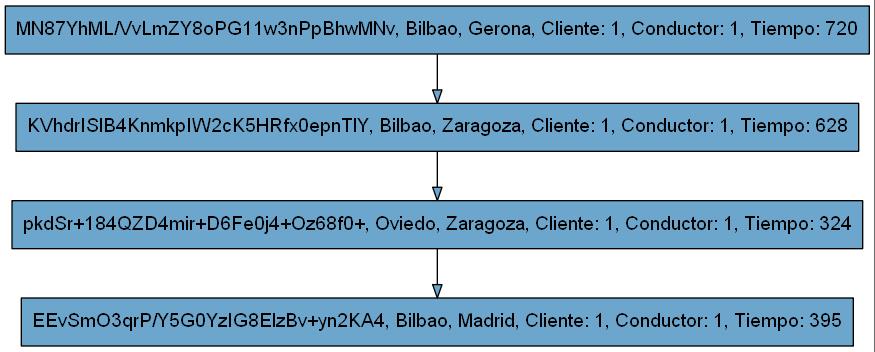 MN87YhML/VvLmZY8oPG11w3nPpBhwMNv, Bilbao, Gerona, Cliente: 1, Conductor: 1, Tiempo: 720
KVhdrISIB4KnmkpIW2cK5HRfx0epnTIY, Bilbao, Zaragoza, Cliente: 1, Conductor: 1, Tiempo: 628
pkdSr+184QZD4mir+D6Fe0j4+Oz68f0+, Oviedo, Zaragoza, Cliente: 1, Conductor: 1, Tiempo: 324
EEvSmO3qrP/Y5G0YzIG8ElzBv+yn2KA4, Bilbao, Madrid, Cliente: 1, Conductor: 1, Tiempo: 395